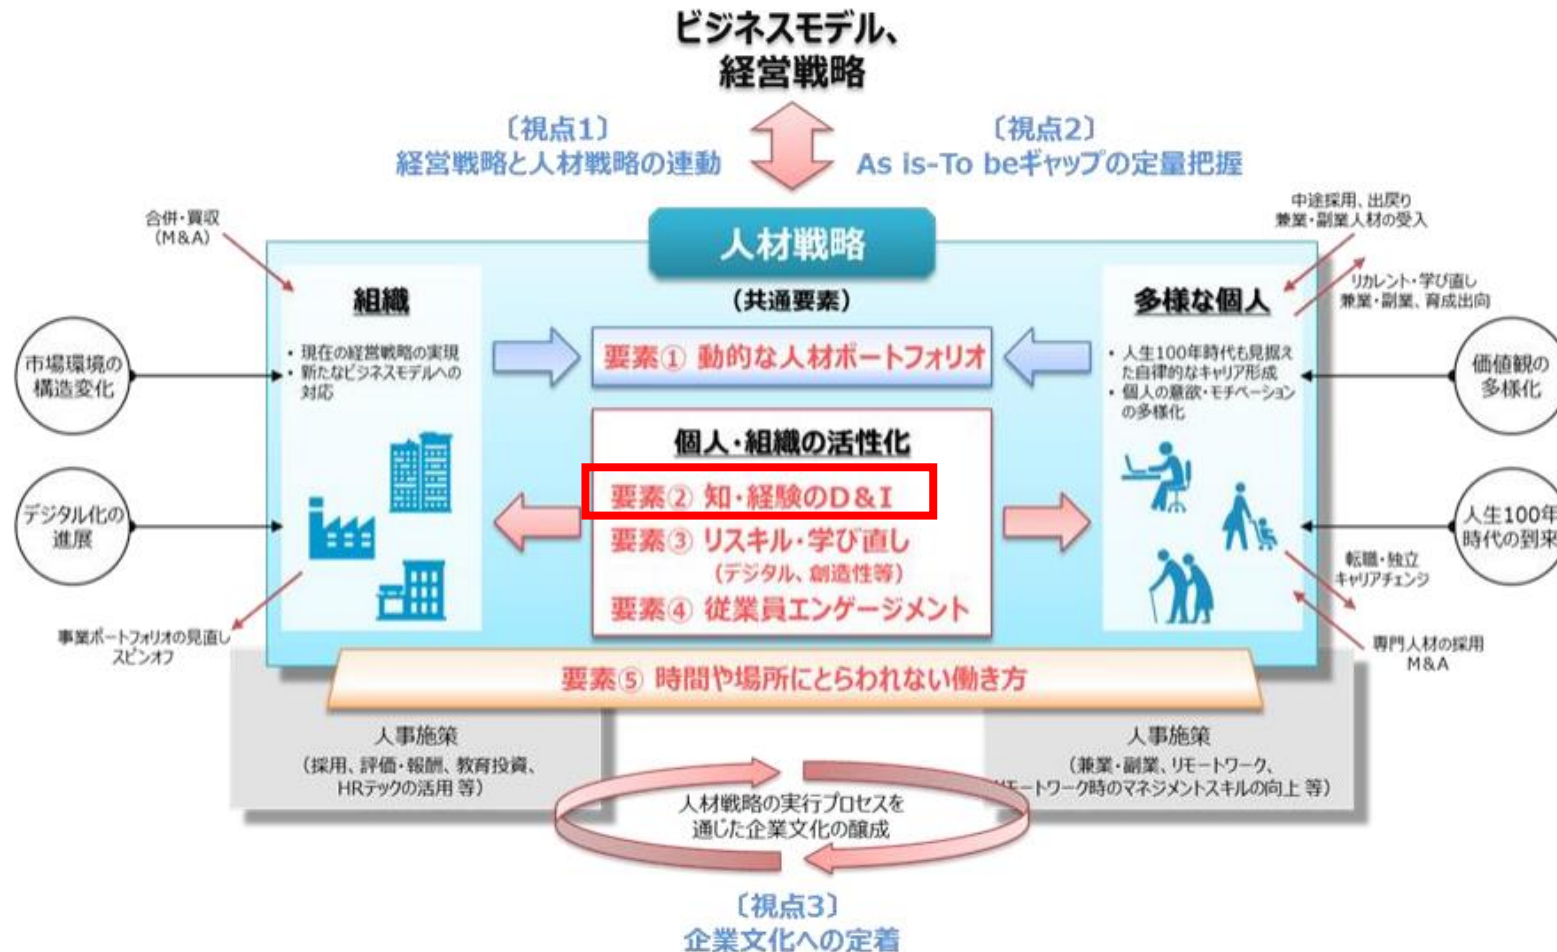 ビジネスモデル、
経営戦略
〔視点1〕
経営戦略と人材戦略の連動
〔視点2〕
As is-To beギャップの定量把握
合併・買収
(M&A)
中途採用、出戻り
兼業・副業人材の受入
リカレント・学び直し
兼業・副業、育成出向
人材戦略
(共通要素)
組織
・現在の経営戦略の実現
・新たなビジネスモデルへの
対応
要素① 動的な人材ポートフォリオ
多様な個人
・人生100年時代も見据え
た自律的なキャリア形成
・個人の意欲・モチベーション
の多様化
市場環境の
構造変化
デジタル化の
進展
価値観の
多様化
人生100年
時代の到来
個人・組織の活性化
要素② 知・経験のD&I
要素③ リスキル・学び直し
(デジタル、創造性等)
要素④ 従業員エンゲージメント
事業ポートフォリオの見直し
スピンオフ
転職・独立
キャリアチェンジ
専門人材の採用
M&A
要素⑤ 時間や場所にとらわれない働き方
人事施策
(採用、評価・報酬、教育投資、
HRテックの活用 等)
人事施策
(兼業・副業、リモートワーク、
モートワーク時のマネジメントスキルの向上 等)
人材戦略の実行プロセスを
通じた企業文化の醸成
〔視点3〕
企業文化への定着